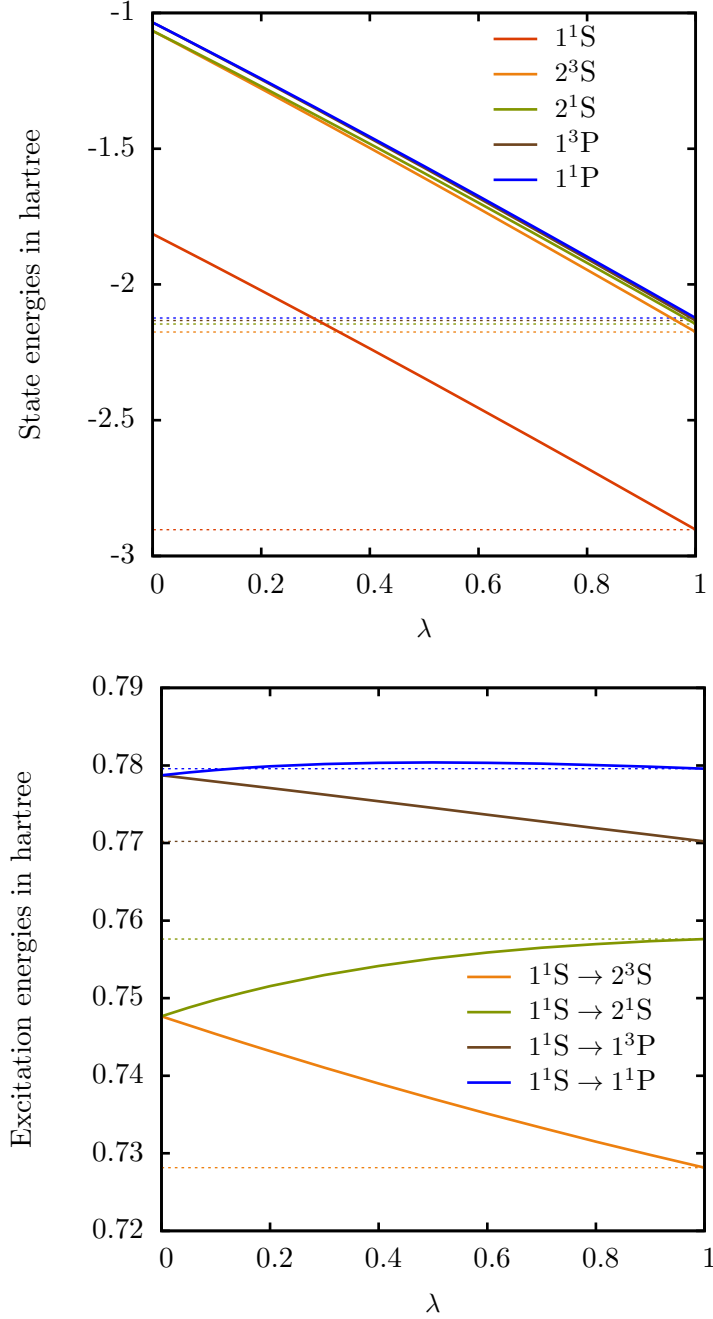 State energies in hartree
-1
-1.5
-2
-2.5
-3
1¹S
2³S
2¹S
1³P
1¹P
0 0.2 0.4 0.6 0.8 1
λ
Excitation energies in hartree
0.79
0.78
0.77
0.76
0.75
0.74
0.73
0.72
1¹S → 2³S
1¹S → 2¹S
1¹S → 1³P
1¹S → 1¹P
0 0.2 0.4 0.6 0.8 1
λ